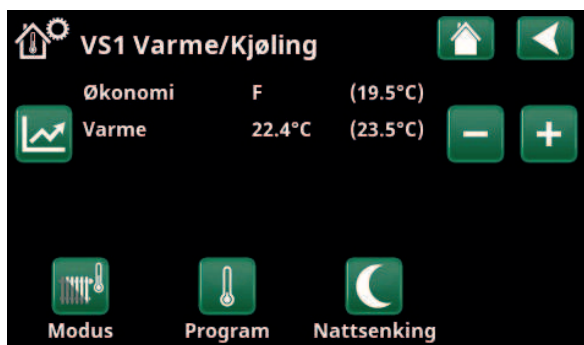 VS1 Varme/Kjøling
Økonomi F (19.5°C)
Varme 22.4°C (23.5°C)
Modus Program Nattsenking